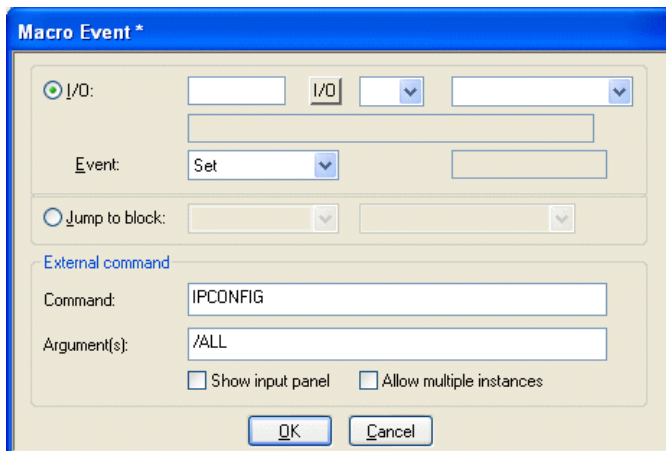 Macro Event *
I/O: I/O
Event: Set
Jump to block:
External command
Command: IPCONFIG
Argument(s): /ALL
Show input panel Allow multiple instances
OK Cancel